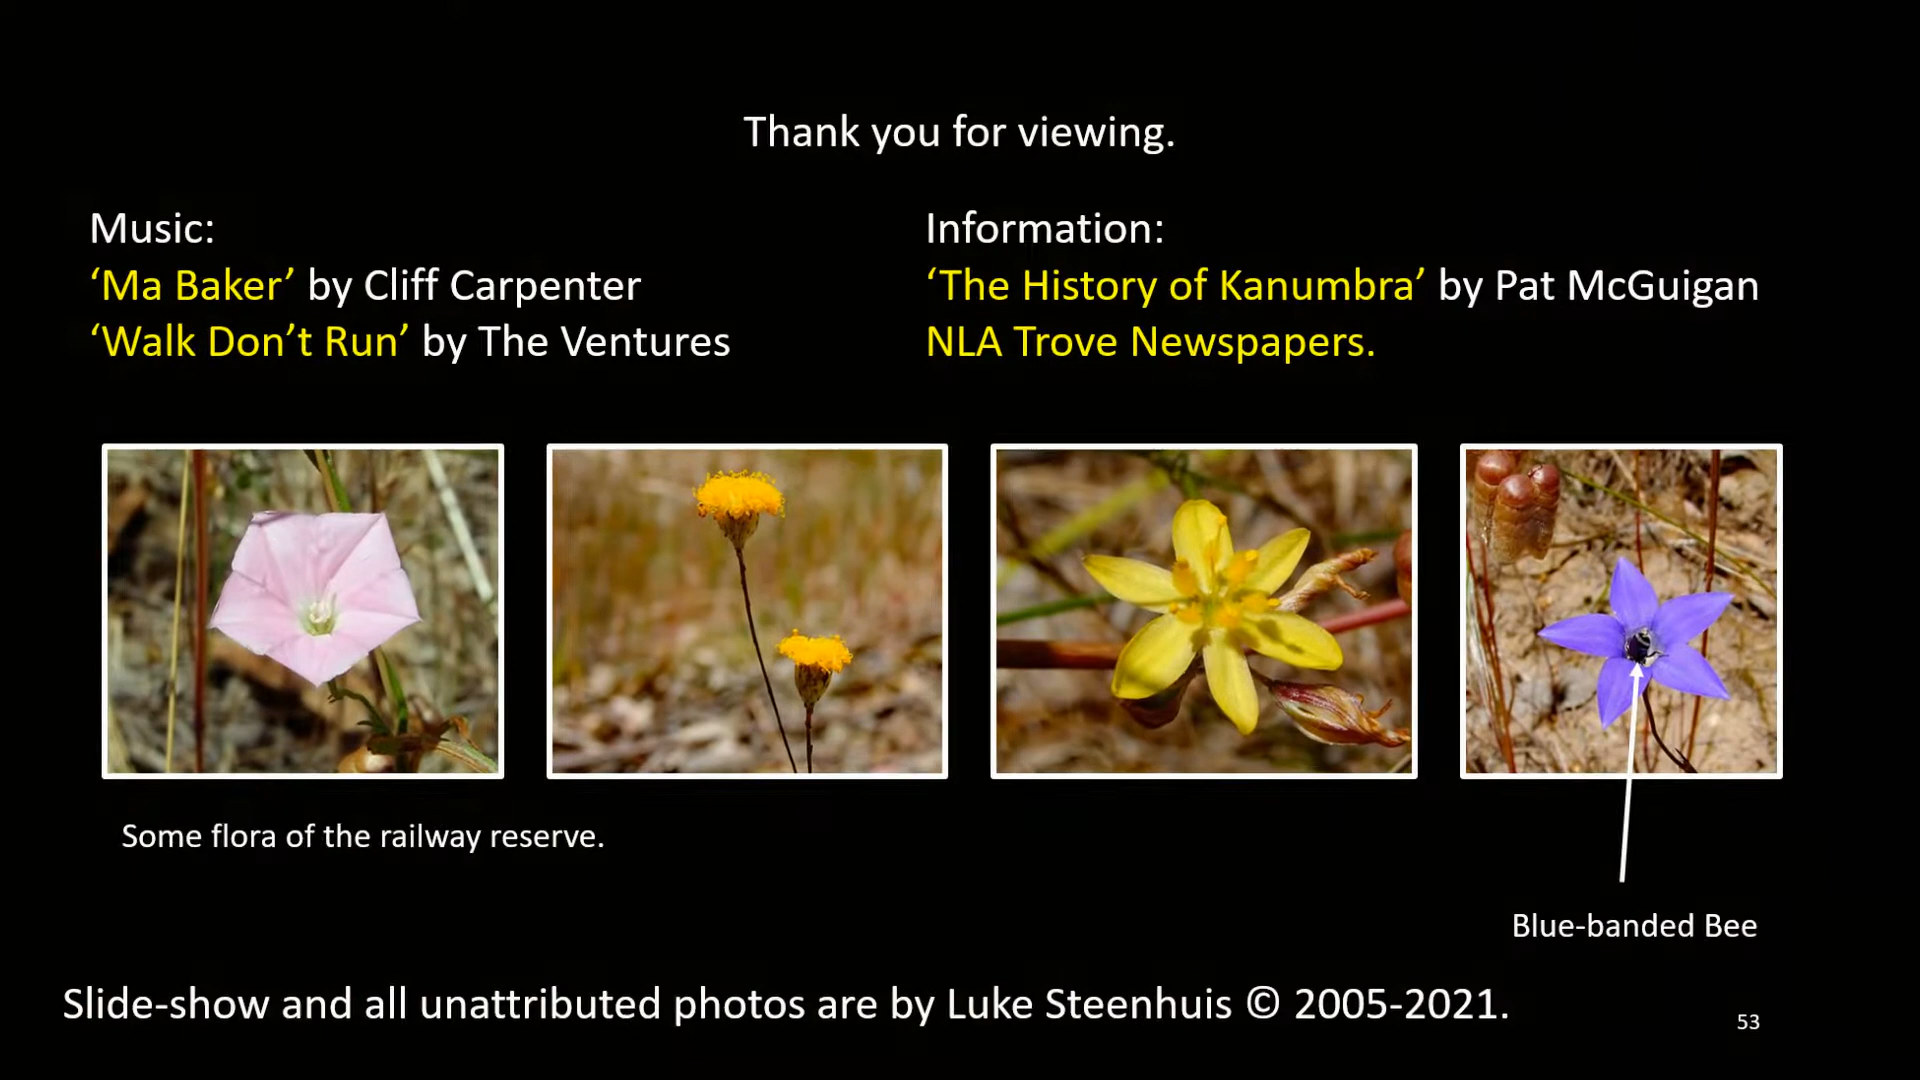 Thank you for viewing.
Music:
‘Ma Baker’ by Cliff Carpenter
‘Walk Don’t Run’ by The Ventures
Information:
‘The History of Kanumbra’ by Pat McGuigan
NLA Trove Newspapers.
Some flora of the railway reserve.
Blue-banded Bee
Slide-show and all unattributed photos are by Luke Steenhuis © 2005-2021.
53